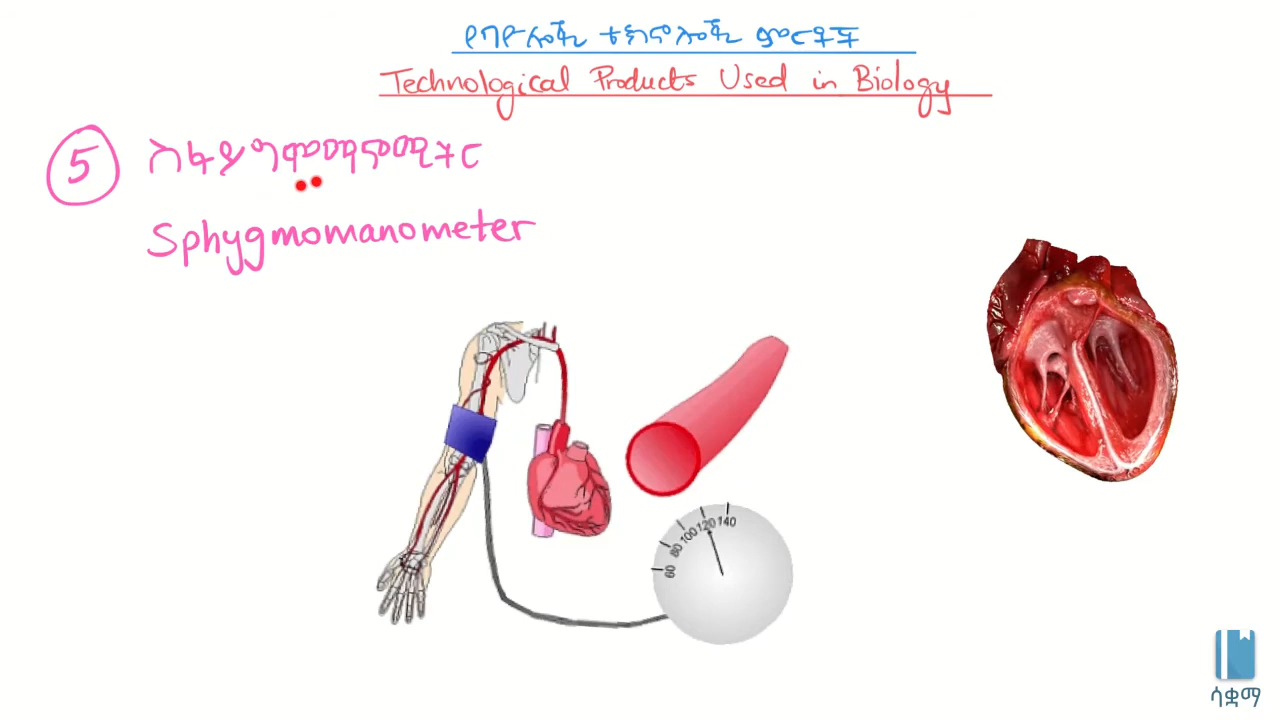 የባዮሎጂ ቴክኖሎጂ ምርቶች
Technological Products Used in Biology
5 ስፋይግሞማኖሜትር
Sphygmomanometer
60 80 100 120 140
ሳቋማ